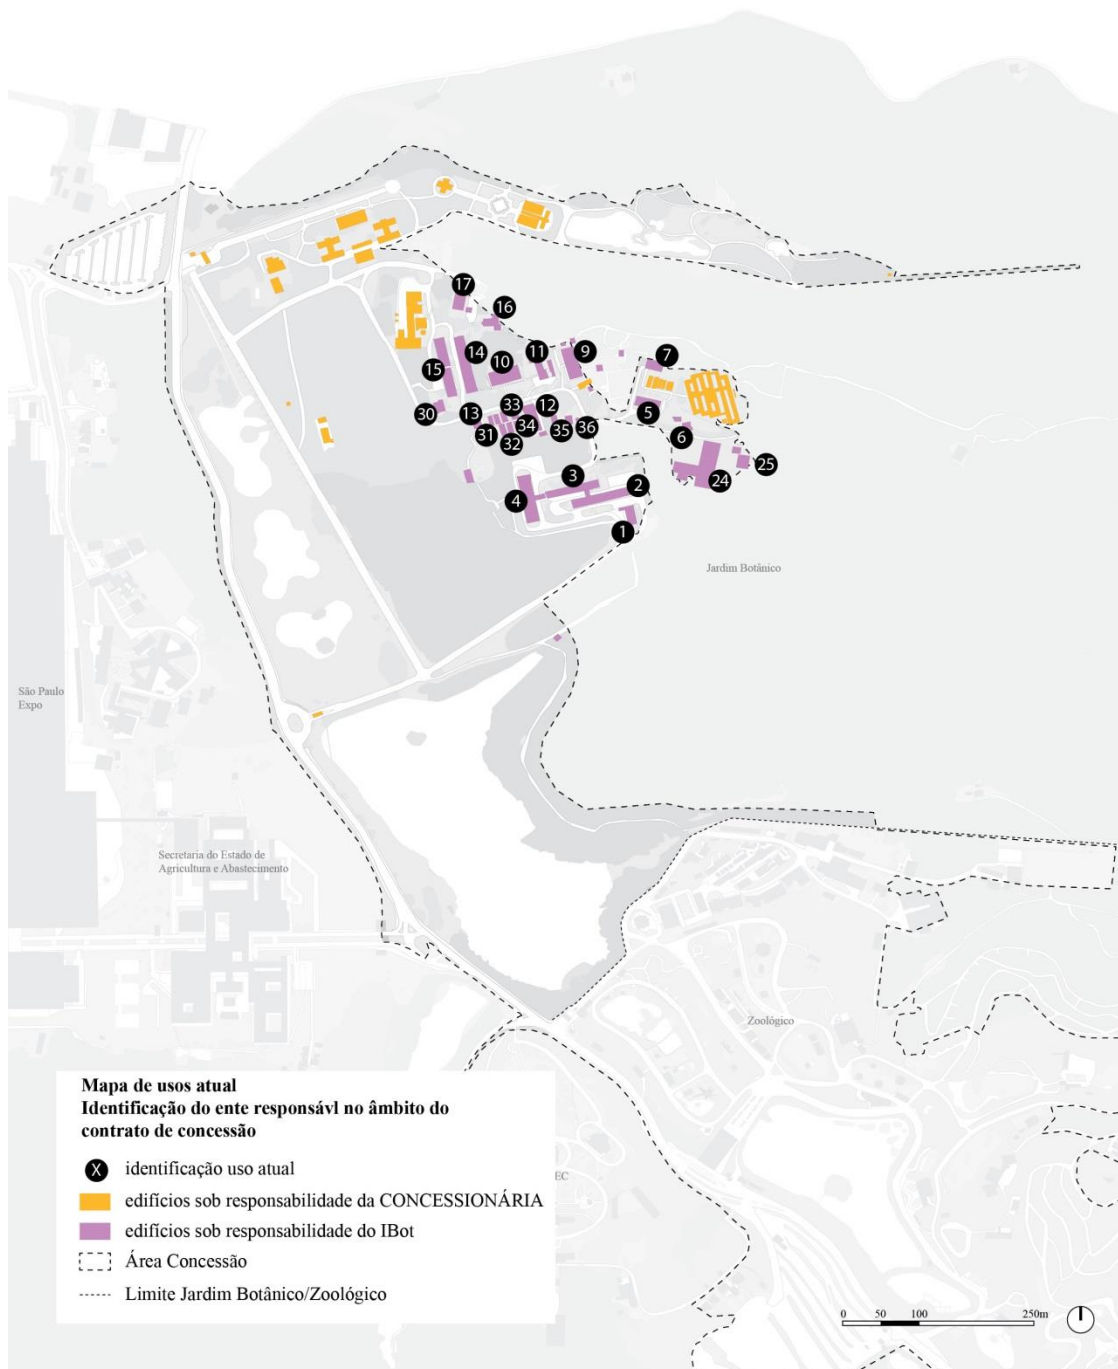 17
16
14
11
9
7
10
15
30
13
33
12
5
31
34
35
36
32
6
3
24
25
2
4
1
Jardim Botânico
São Paulo
Expo
Secretaria do Estado de
Agricultura e Abastecimento
Zoológico
EC
Mapa de usos atual
Identificação do ente responsávl no âmbito do
contrato de concessão
X identificação uso atual
edifícios sob responsabilidade da CONCESSIONÁRIA
edifícios sob responsabilidade do IBot
Área Concessão
Limite Jardim Botânico/Zoológico
0 50 100 250m